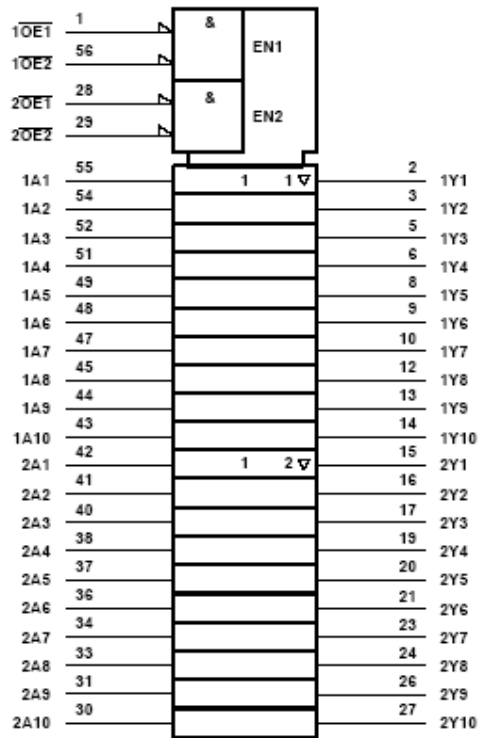 1 &
1OE1
EN1
56
1OE2
28 &
2OE1
EN2
29
2OE2
55 2
1A1 1 1 ▽ 1Y1
54 3
1A2 1Y2
52 5
1A3 1Y3
51 6
1A4 1Y4
49 8
1A5 1Y5
48 9
1A6 1Y6
47 10
1A7 1Y7
45 12
1A8 1Y8
44 13
1A9 1Y9
43 14
1A10 1Y10
42 15
2A1 1 2 ▽ 2Y1
41 16
2A2 2Y2
40 17
2A3 2Y3
38 19
2A4 2Y4
37 20
2A5 2Y5
36 21
2A6 2Y6
34 23
2A7 2Y7
33 24
2A8 2Y8
31 26
2A9 2Y9
30 27
2A10 2Y10